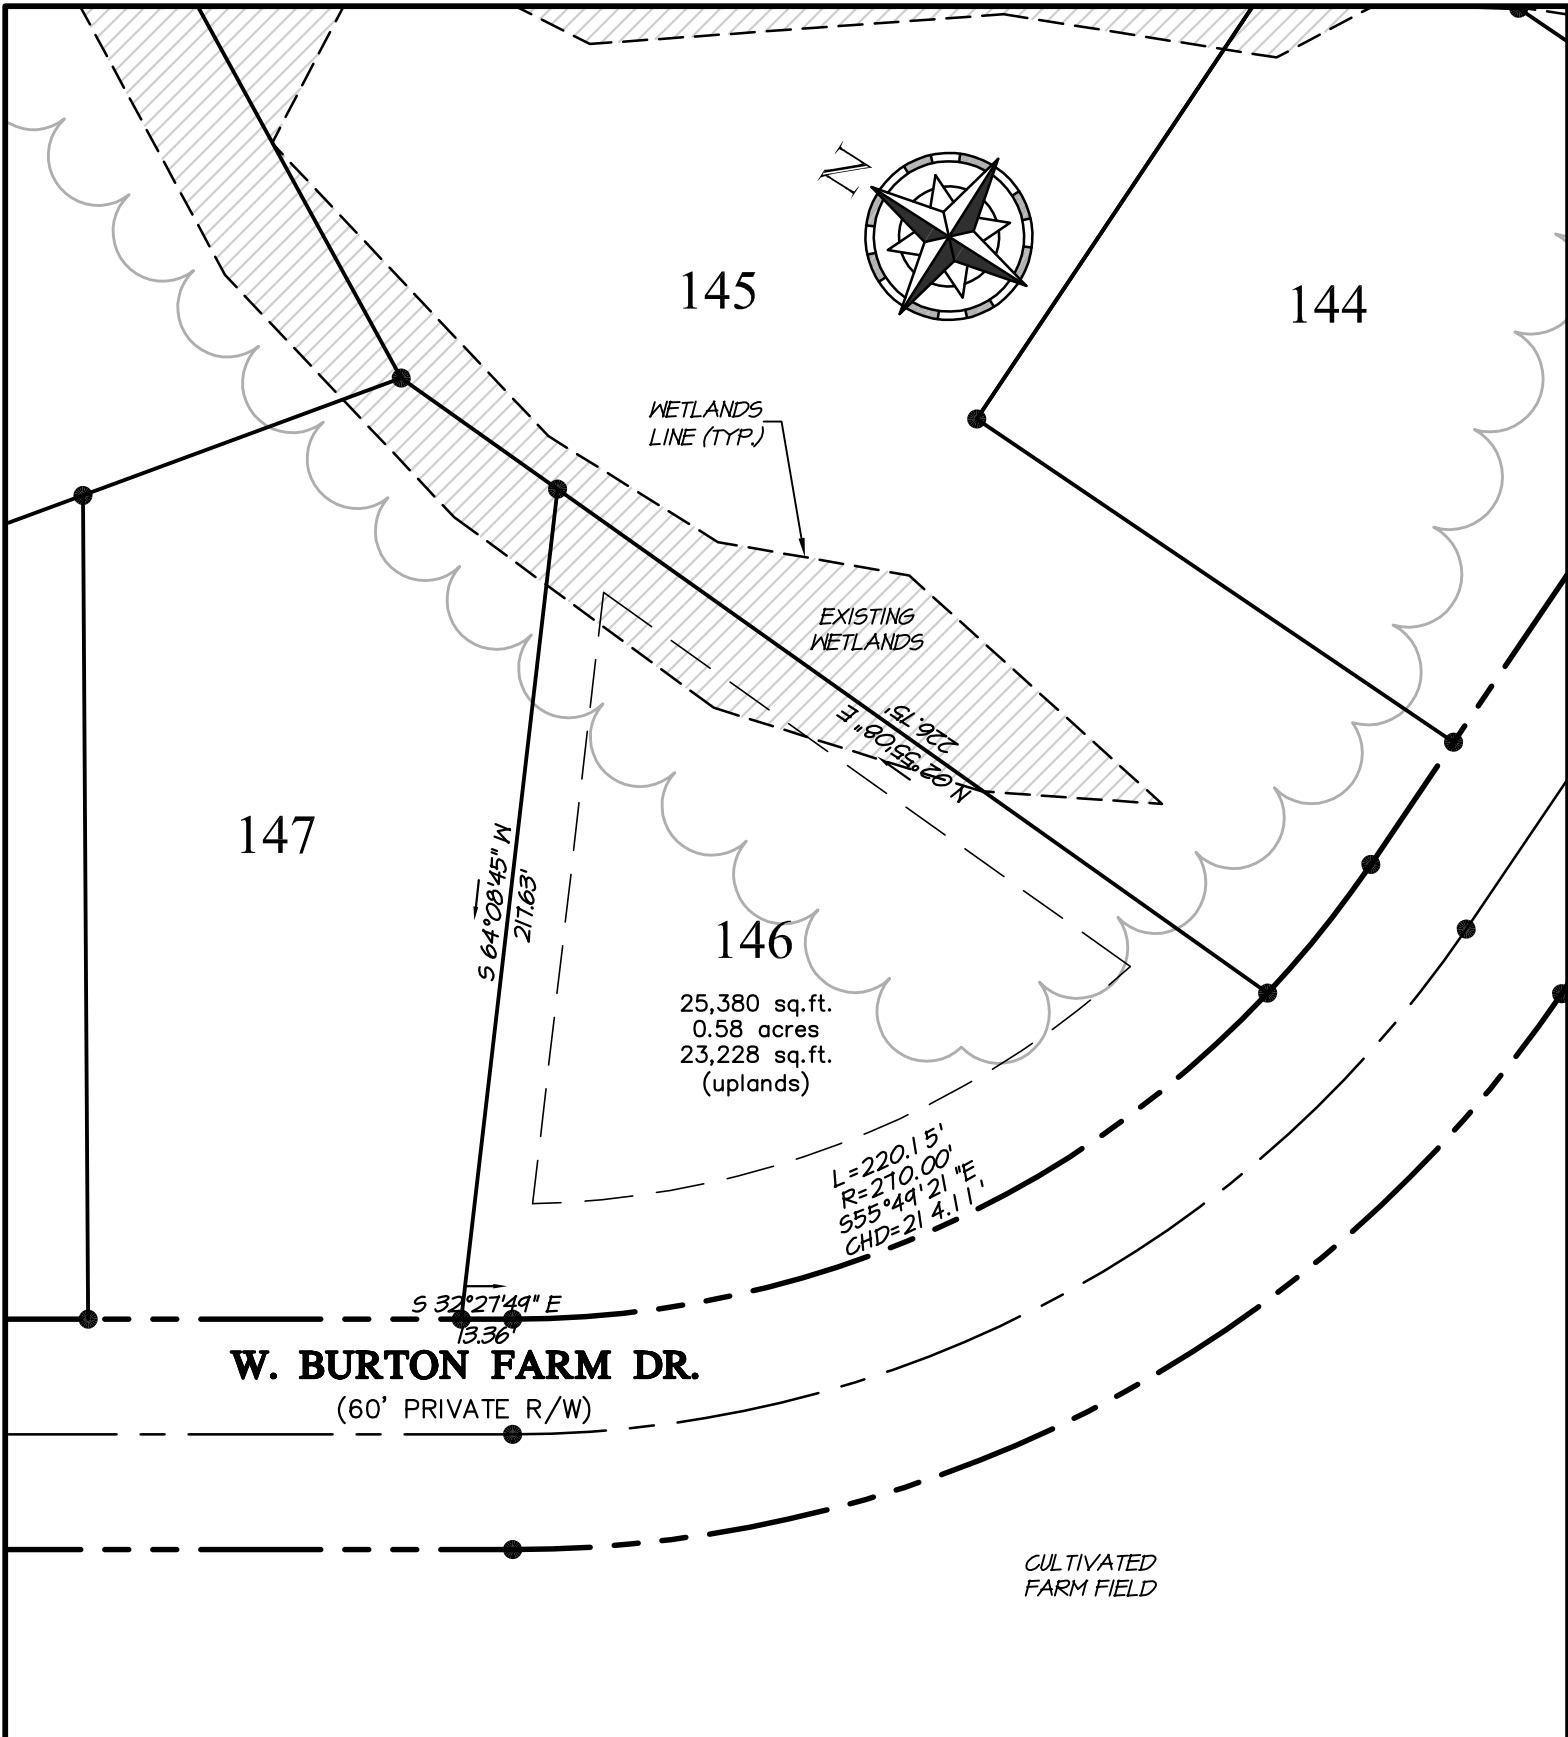 N
145
144
WETLANDS
LINE (TYP.)
EXISTING
WETLANDS
N 02°55'08" E
226.75'
147
S 64°08'45" W
217.63'
146
25,380 sq.ft.
0.58 acres
23,228 sq.ft.
(uplands)
L=220.15'
R=270.00'
S55°49'21"E
CHD=214.11'
S 32°27'49" E
13.36'
W. BURTON FARM DR.
(60' PRIVATE R/W)
CULTIVATED
FARM FIELD